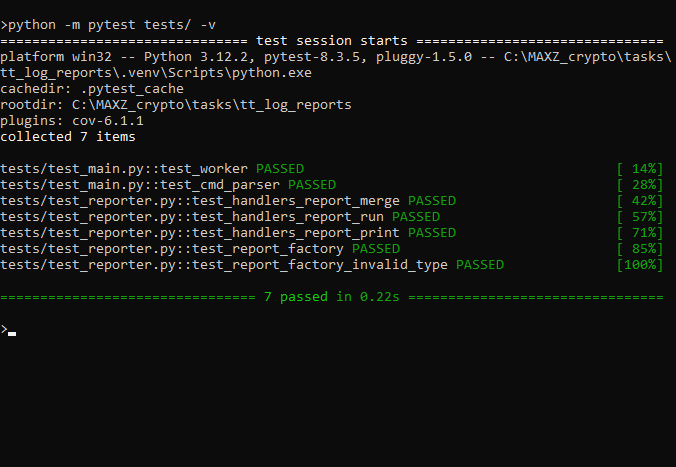 >python -m pytest tests/ -v
=============================== test session starts ===============================
platform win32 -- Python 3.12.2, pytest-8.3.5, pluggy-1.5.0 -- C:\MAXZ_crypto\tasks\
tt_log_reports\.venv\Scripts\python.exe
cachedir: .pytest_cache
rootdir: C:\MAXZ_crypto\tasks\tt_log_reports
plugins: cov-6.1.1
collected 7 items
tests/test_main.py::test_worker PASSED [ 14%]
tests/test_main.py::test_cmd_parser PASSED [ 28%]
tests/test_reporter.py::test_handlers_report_merge PASSED [ 42%]
tests/test_reporter.py::test_handlers_report_run PASSED [ 57%]
tests/test_reporter.py::test_handlers_report_print PASSED [ 71%]
tests/test_reporter.py::test_report_factory PASSED [ 85%]
tests/test_reporter.py::test_report_factory_invalid_type PASSED [100%]
================================ 7 passed in 0.22s ================================
>